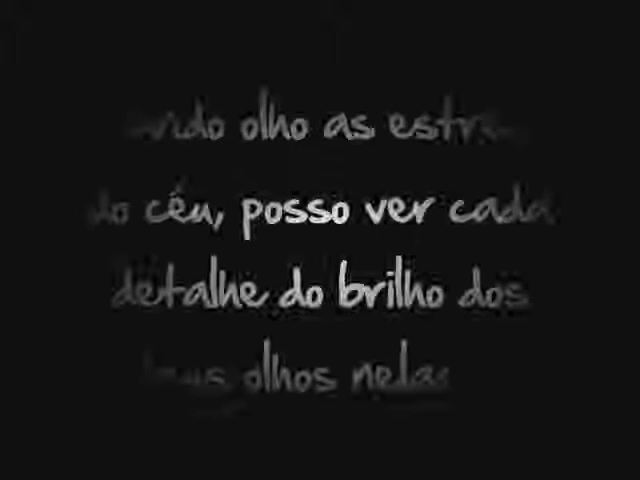 olho as
do céu, posso ver cada
detalhe do brilho dos
olhos nelas